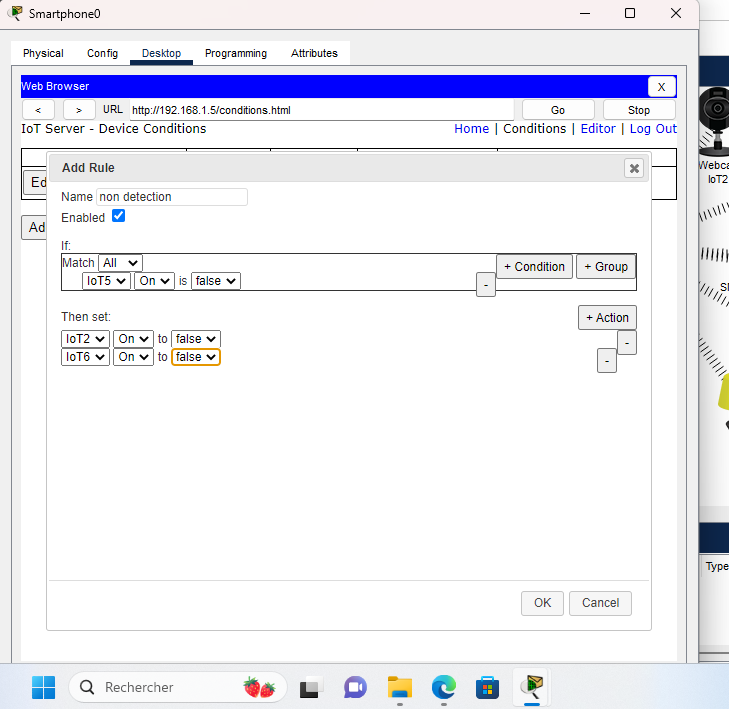 Smartphone0
Physical Config Desktop Programming Attributes
Web Browser X
< > URL http://192.168.1.5/conditions.html Go Stop
IoT Server - Device Conditions Home | Conditions | Editor | Log Out
Add Rule
Ed
Name non detection
Enabled
Ad
If:
Match All + Condition + Group
IoT5 On is false -
Then set: + Action
IoT2 On to false -
IoT6 On to false -
OK Cancel
Webca
IoT2
Type
Rechercher